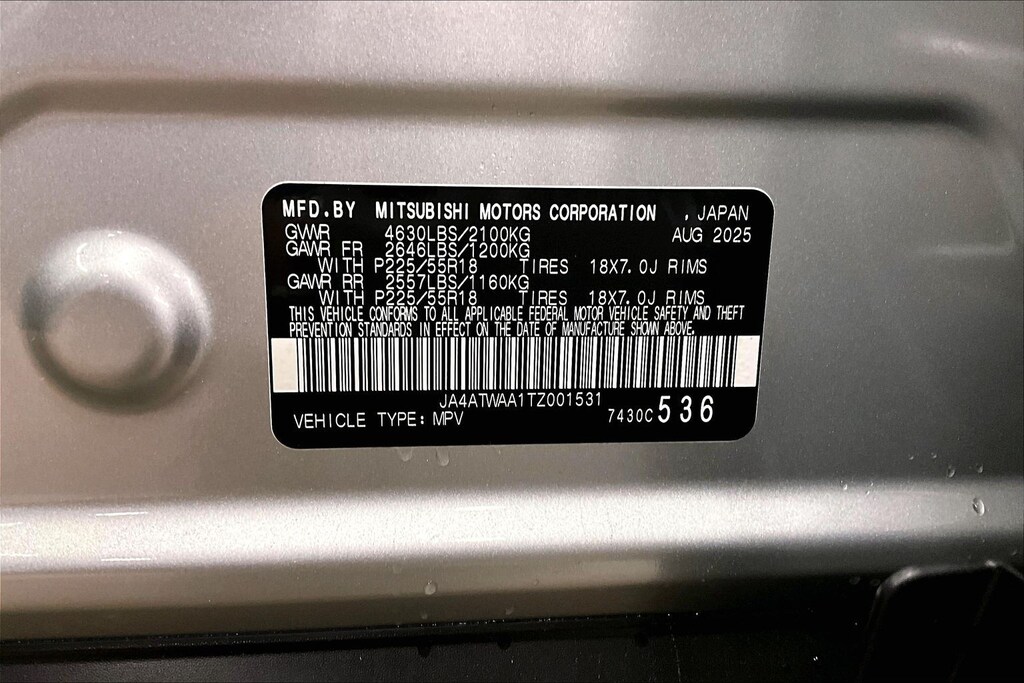 MFD.BY MITSUBISHI MOTORS CORPORATION , JAPAN
GVWR 4630LBS/2100KG AUG 2025
GAWR FR 2646LBS/1200KG
WITH P225/55R18 TIRES 18X7.0J RIMS
GAWR RR 2557LBS/1160KG
WITH P225/55R18 TIRES 18X7.0J RIMS
THIS VEHICLE CONFORMS TO ALL APPLICABLE FEDERAL MOTOR VEHICLE SAFETY AND THEFT
PREVENTION STANDARDS IN EFFECT ON THE DATE OF MANUFACTURE SHOWN ABOVE.
JA4ATWAA1TZ001531
VEHICLE TYPE: MPV 7430C 536